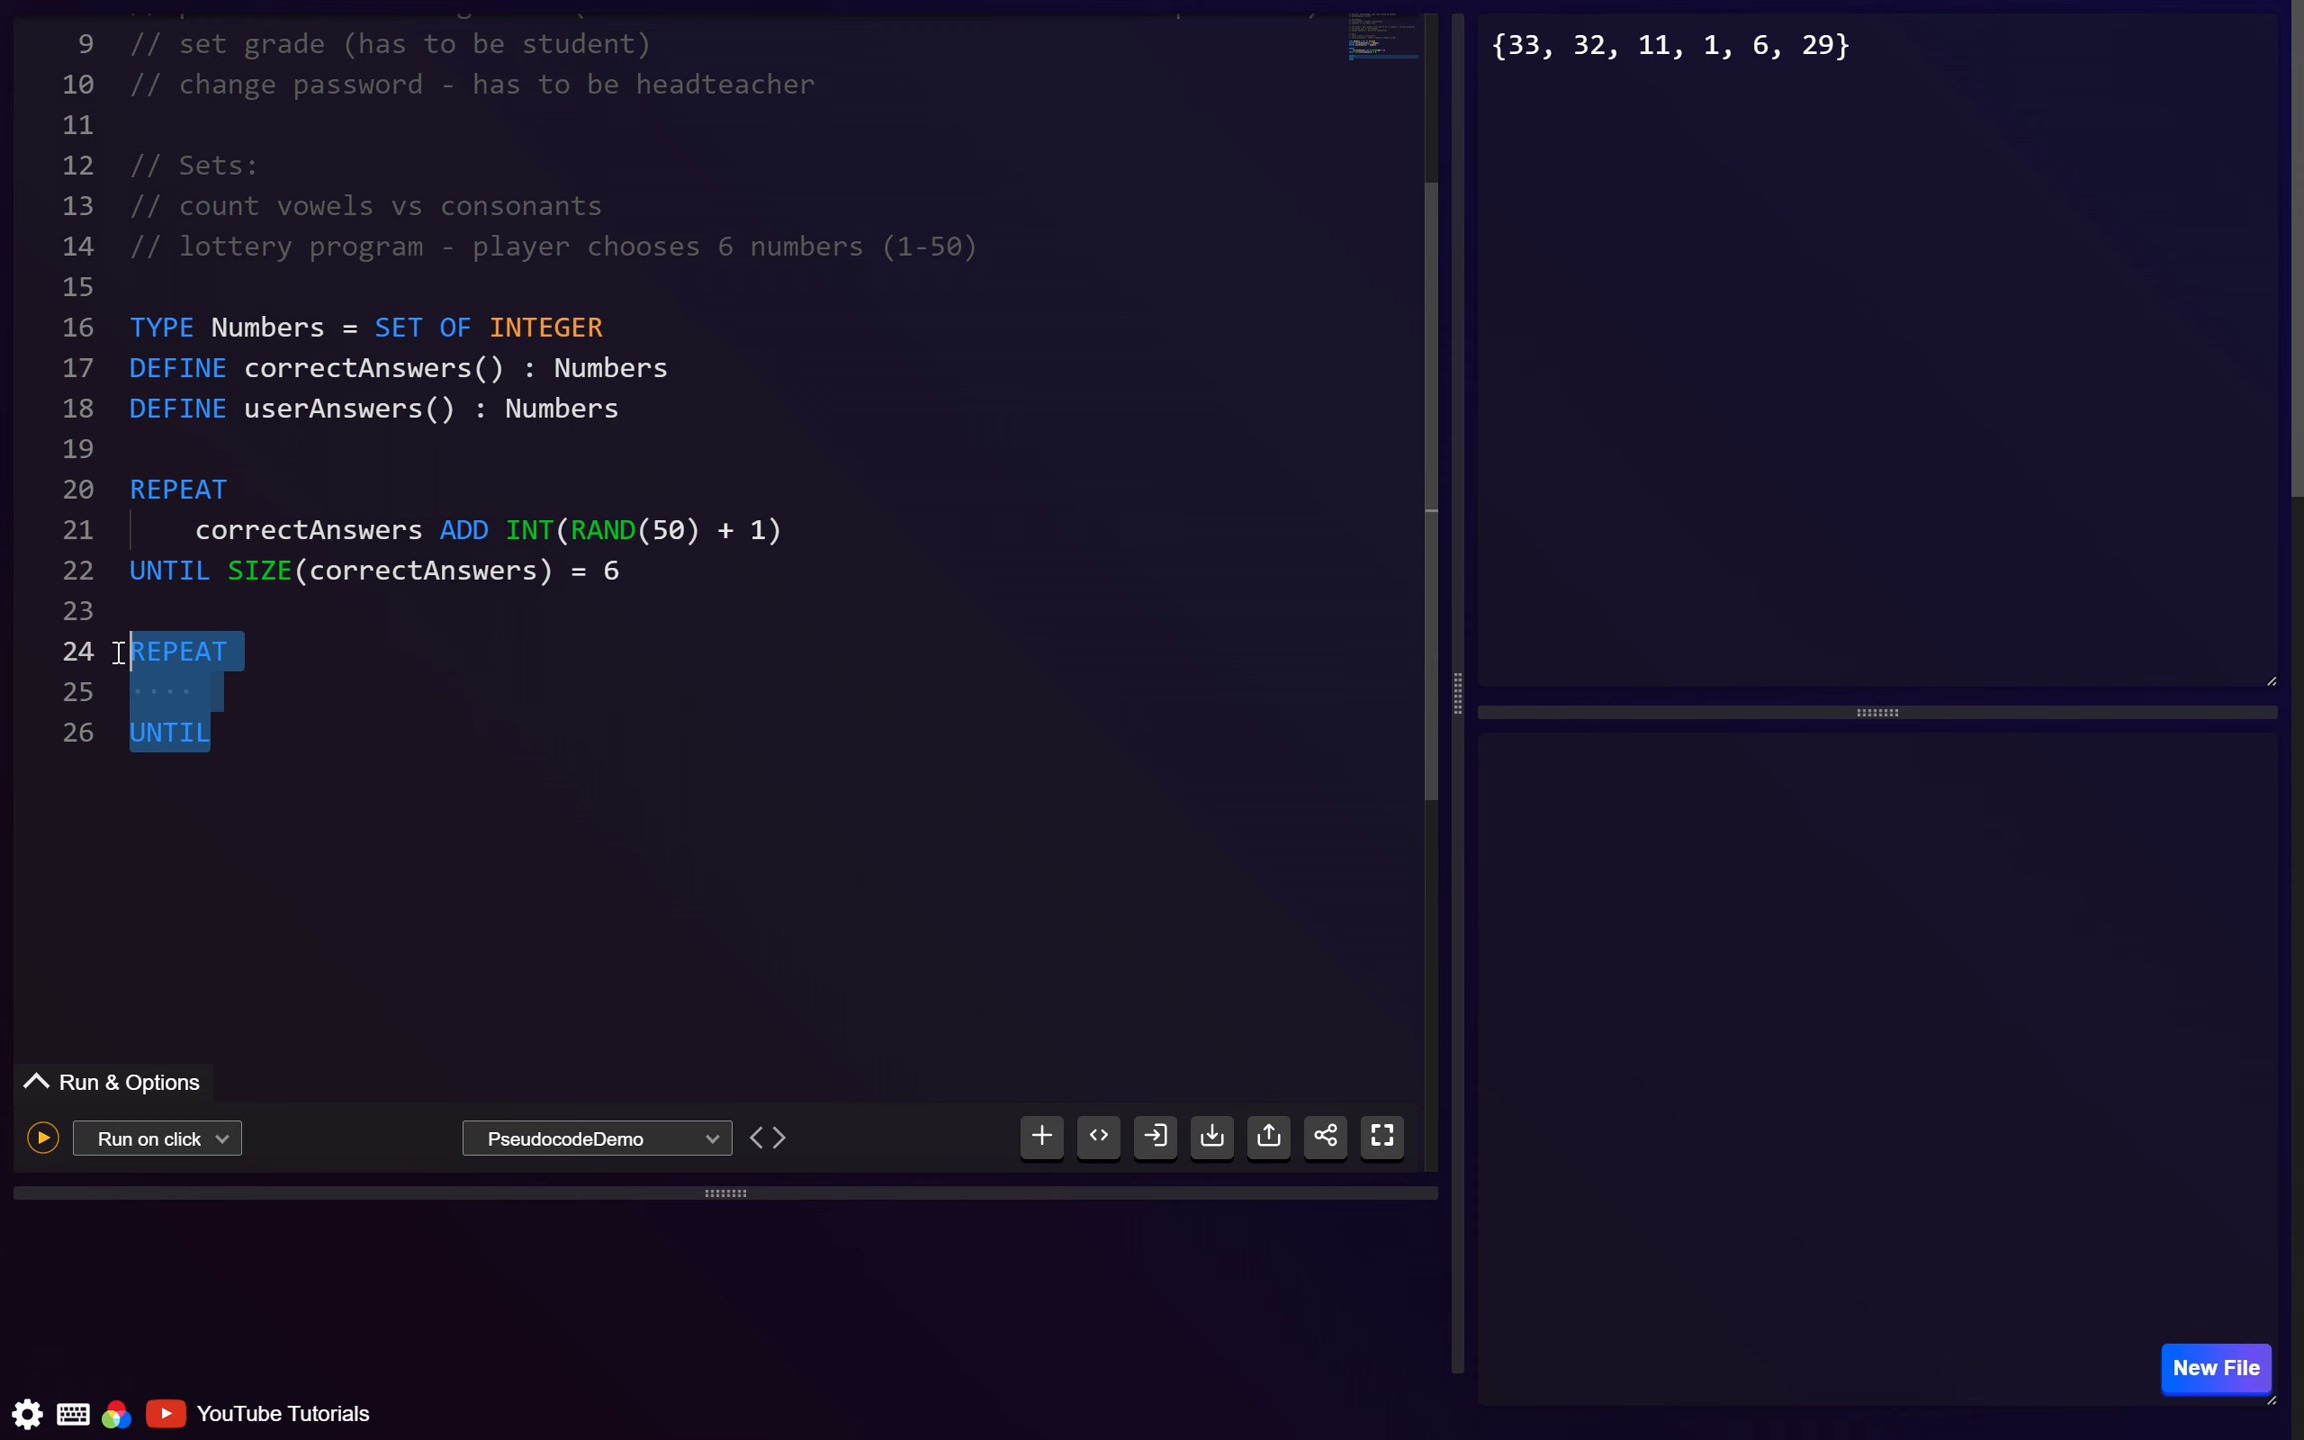 9 // set grade (has to be student)
10 // change password - has to be headteacher
11
12 // Sets:
13 // count vowels vs consonants
14 // lottery program - player chooses 6 numbers (1-50)
15
16 TYPE Numbers = SET OF INTEGER
17 DEFINE correctAnswers() : Numbers
18 DEFINE userAnswers() : Numbers
19
20 REPEAT
21 correctAnswers ADD INT(RAND(50) + 1)
22 UNTIL SIZE(correctAnswers) = 6
23
24 REPEAT
25
26 UNTIL
{33, 32, 11, 1, 6, 29}
Run & Options
Run on click
PseudocodeDemo
New File
YouTube Tutorials